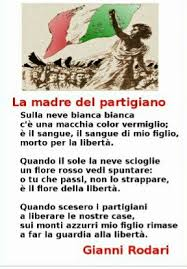 La madre del partigiano
Sulla neve bianca bianca
c'è una macchia color vermiglio;
è il sangue, il sangue di mio figlio,
morto per la libertà.
Quando il sole la neve scioglie
un fiore rosso vedi spuntare:
o tu che passi, non lo strappare,
è il fiore della libertà.
Quando scesero i partigiani
a liberare le nostre case,
sui monti azzurri mio figlio rimase
a far la guardia alla libertà.
Gianni Rodari